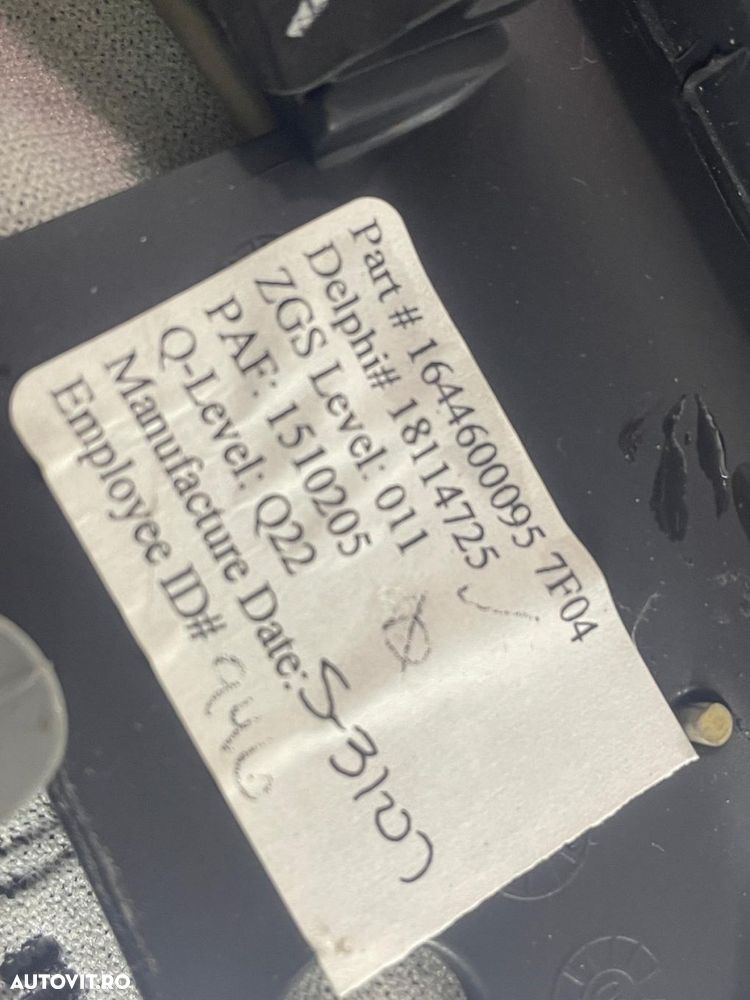 Part # 1644600095 7F04
Delphi# 18114725
ZGS Level: 011
PAF: 1510205
Q-Level: Q22
Manufacture Date:
Employee ID#
AUTOVIT.RO